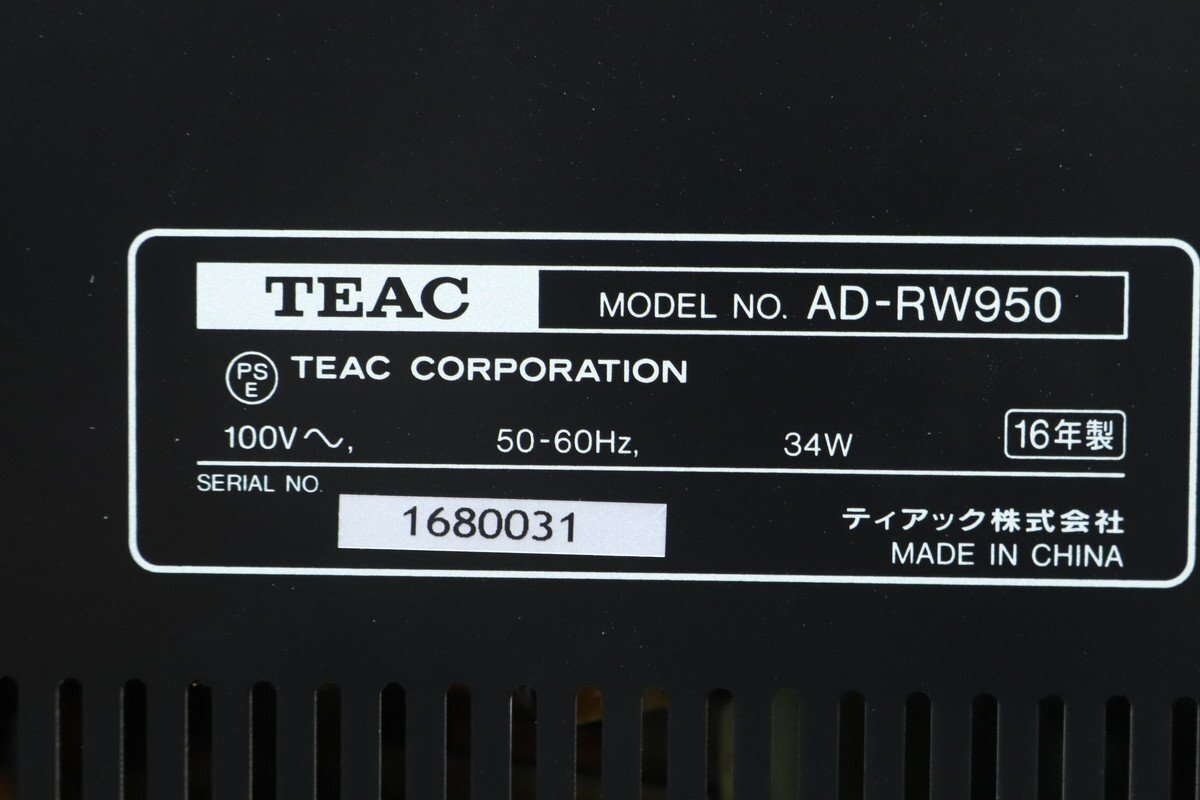 TEAC MODEL NO. AD-RW950
PS E TEAC CORPORATION
100V～, 50-60Hz, 34W 16年製
SERIAL NO.
1680031
ティアック株式会社
MADE IN CHINA